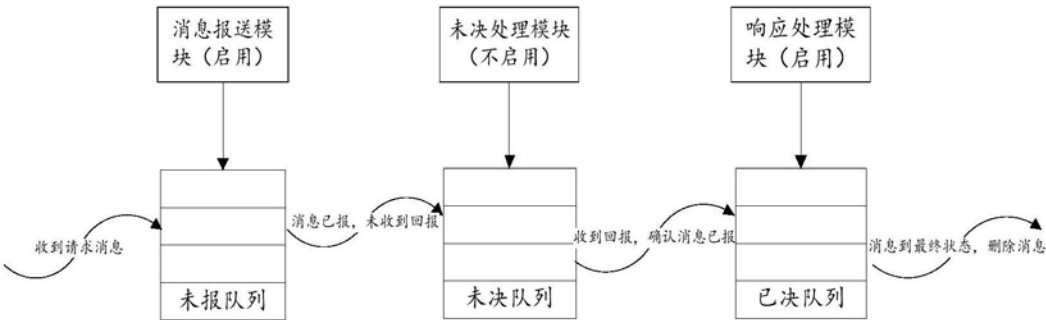 消息报送模
块（启用）
未决处理模块
（不启用）
响应处理模
块（启用）
收到请求消息
消息已报，未收到回报
收到回报，确认消息已报
消息到最终状态，删除消息
未报队列
未决队列
已决队列